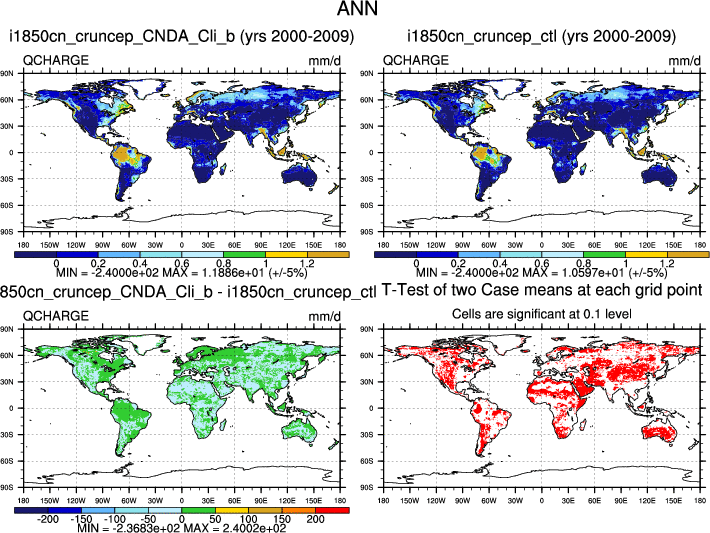 ANN
i1850cn_cruncep_CNDA_Cli_b (yrs 2000-2009)
i1850cn_cruncep_ctl (yrs 2000-2009)
QCHARGE mm/d
QCHARGE mm/d
90N
60N
30N
0
30S
60S
90S
180 150W 120W 90W 60W 30W 0 30E 60E 90E 120E 150E 180
0 0.2 0.4 0.6 0.8 1 1.2
MIN = -2.4000e+02 MAX = 1.1886e+01 (+/-5%)
90N
60N
30N
0
30S
60S
90S
180 150W 120W 90W 60W 30W 0 30E 60E 90E 120E 150E 180
0 0.2 0.4 0.6 0.8 1 1.2
MIN = -2.4000e+02 MAX = 1.0597e+01 (+/-5%)
850cn_cruncep_CNDA_Cli_b - i1850cn_cruncep_ctl
T-Test of two Case means at each grid point
QCHARGE mm/d
Cells are significant at 0.1 level
90N
60N
30N
0
30S
60S
90S
180 150W 120W 90W 60W 30W 0 30E 60E 90E 120E 150E 180
-200 -150 -100 -50 0 50 100 150 200
MIN = -2.3683e+02 MAX = 2.4002e+02
90N
60N
30N
0
30S
60S
90S
180 150W 120W 90W 60W 30W 0 30E 60E 90E 120E 150E 180